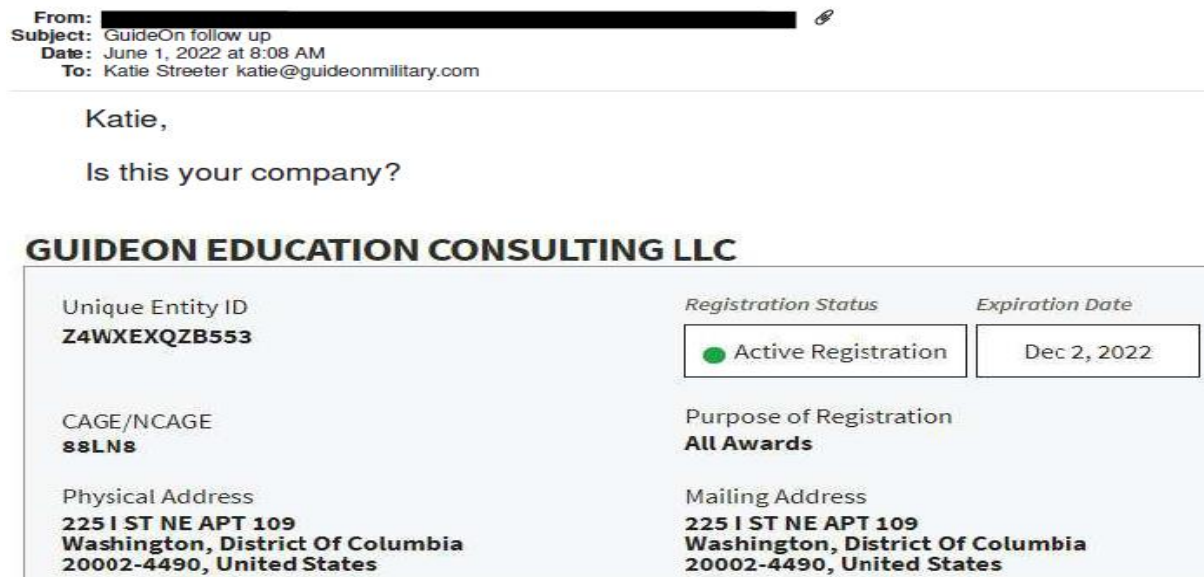 From:
Subject: GuideOn follow up
Date: June 1, 2022 at 8:08 AM
To: Katie Streeter katie@guideonmilitary.com
Katie,
Is this your company?
GUIDEON EDUCATION CONSULTING LLC
Unique Entity ID
Z4WXEXQZB553
Registration Status
Active Registration
Expiration Date
Dec 2, 2022
CAGE/NCAGE
88LN8
Purpose of Registration
All Awards
Physical Address
225 I ST NE APT 109
Washington, District Of Columbia
20002-4490, United States
Mailing Address
225 I ST NE APT 109
Washington, District Of Columbia
20002-4490, United States